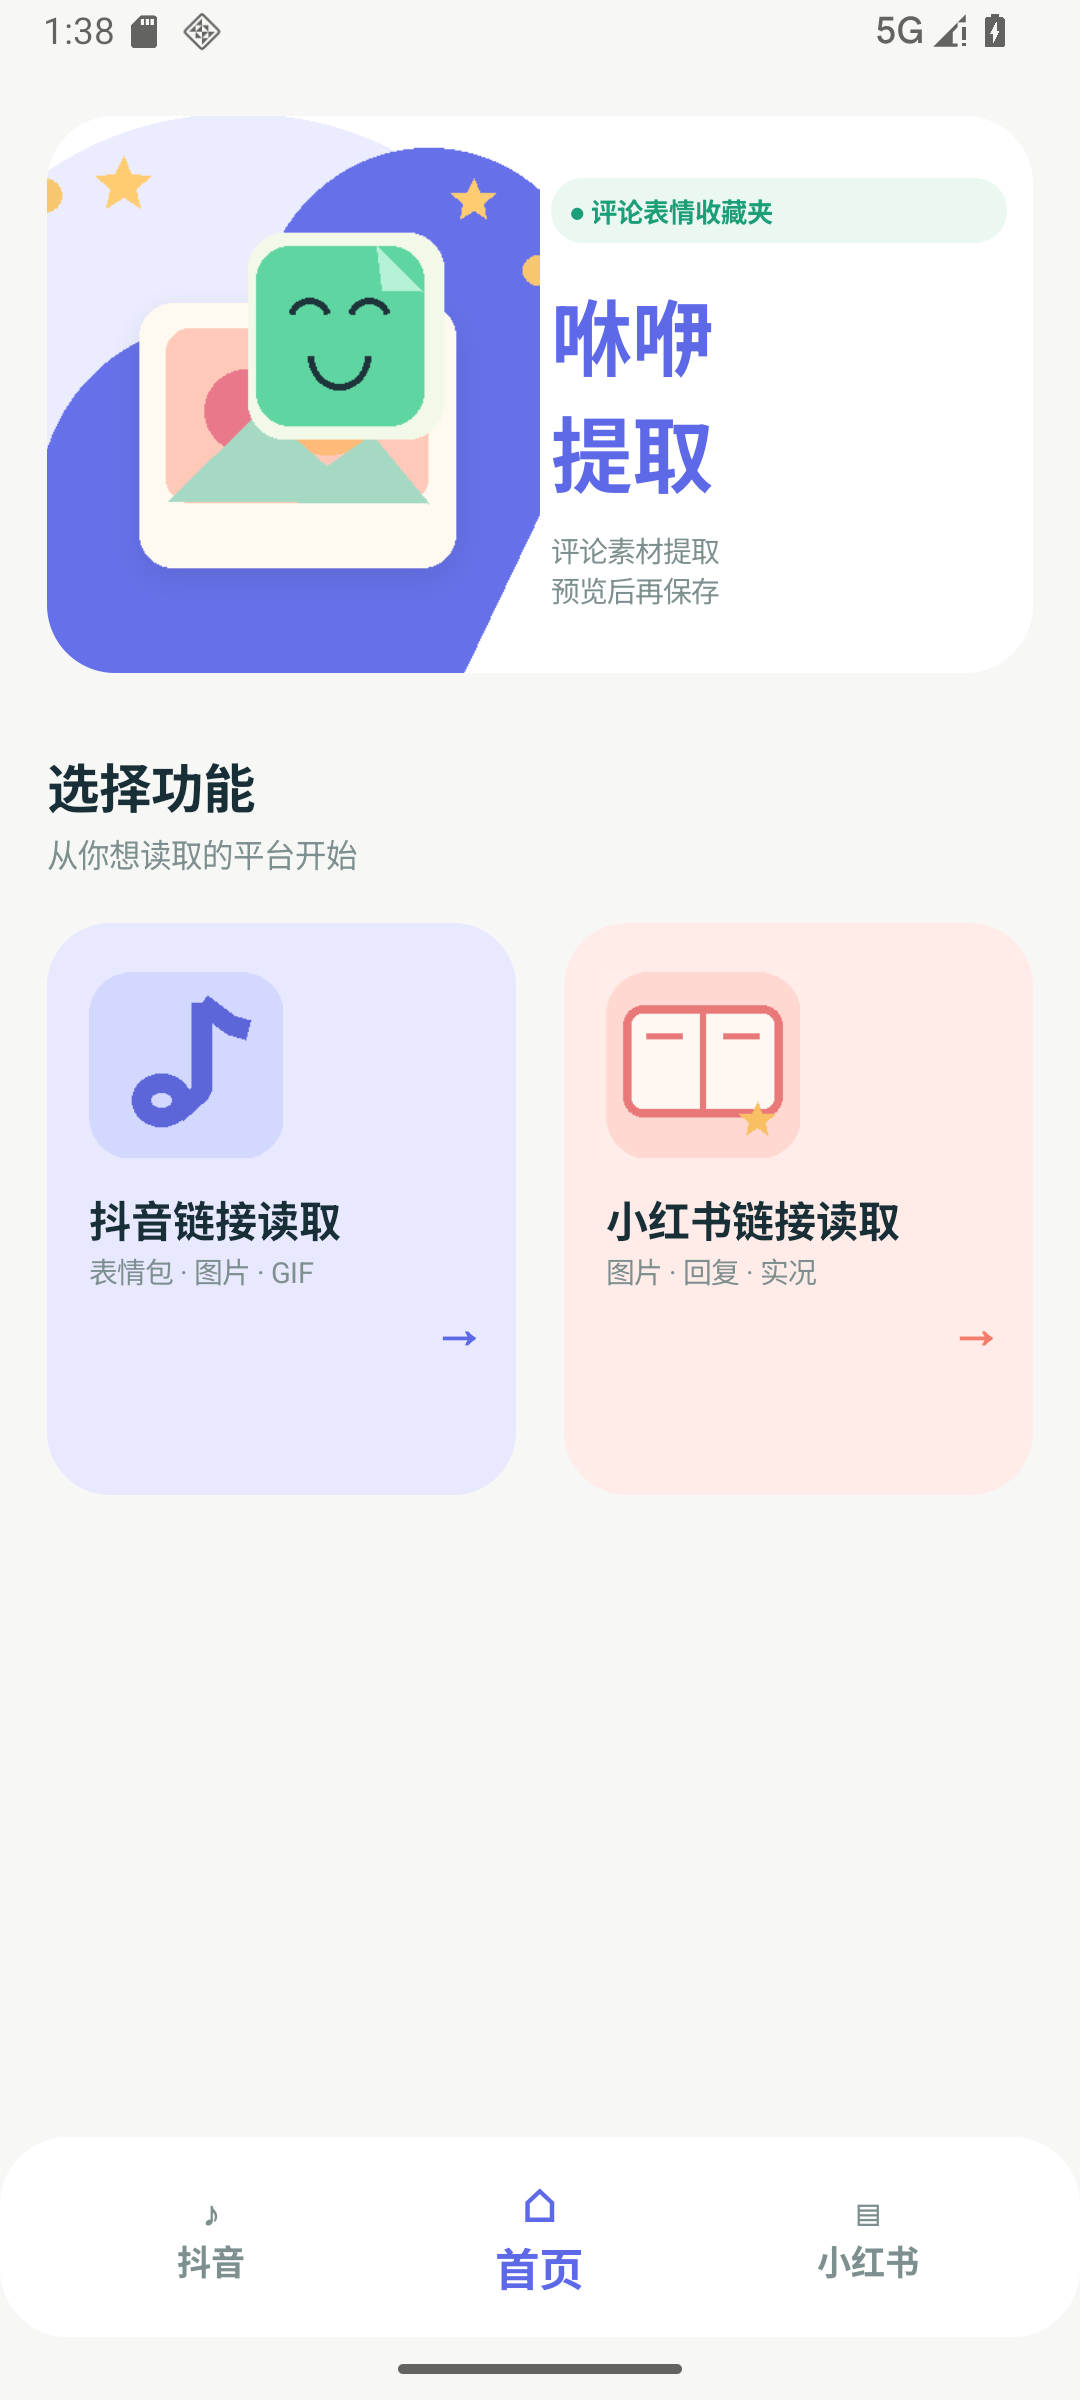 1:38
5G
评论表情收藏夹
咻咿
提取
评论素材提取
预览后再保存
选择功能
从你想读取的平台开始
抖音链接读取
表情包 · 图片 · GIF
→
小红书链接读取
图片 · 回复 · 实况
→
抖音
首页
小红书